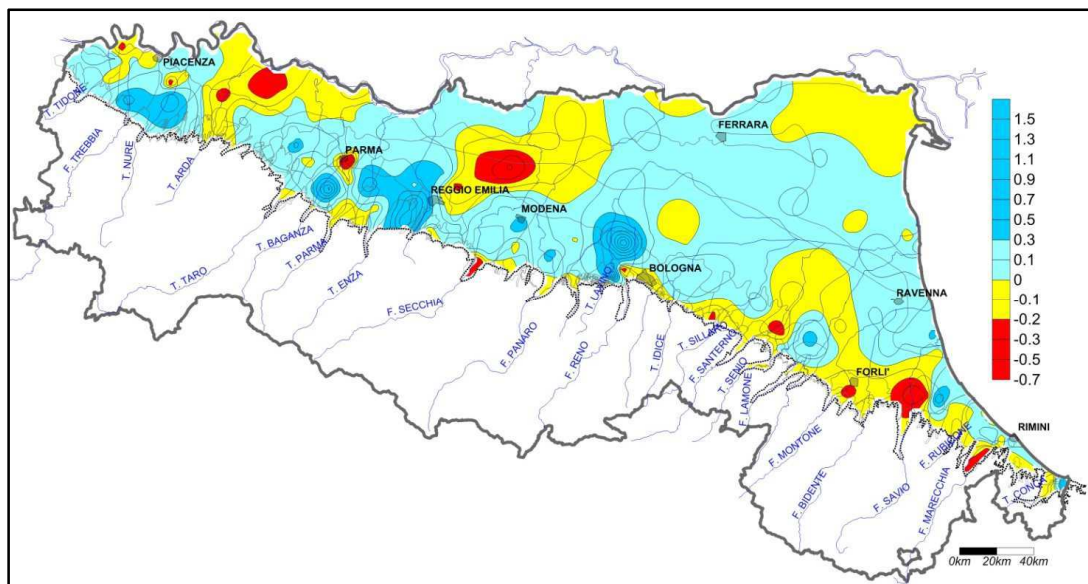 PIACENZA
T. TIDONE
F. TREBBIA
T. NURE
T. ARDA
PARMA
REGGIO EMILIA
MODENA
FERRARA
BOLOGNA
RAVENNA
FORLI'
RIMINI
T. TARO
T. BAGANZA
T. PARMA
T. ENZA
F. SECCHIA
F. PANARO
F. RENO
T. LAVINO
T. IDICE
T. SILLARO
F. SANTERNO
T. SENIO
F. LAMONE
F. MONTONE
F. BIDENTE
F. SAVIO
F. RUBICONE
F. MARECCHIA
T. CONCA
1.5
1.3
1.1
0.9
0.7
0.5
0.3
0.1
0
-0.1
-0.2
-0.3
-0.5
-0.7
0km 20km 40km